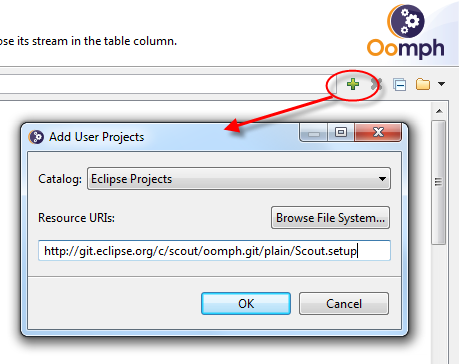 ose its stream in the table column.
Oomph
Add User Projects
Catalog: Eclipse Projects
Resource URIs: Browse File System...
http://git.eclipse.org/c/scout/oomph.git/plain/Scout.setup
OK Cancel